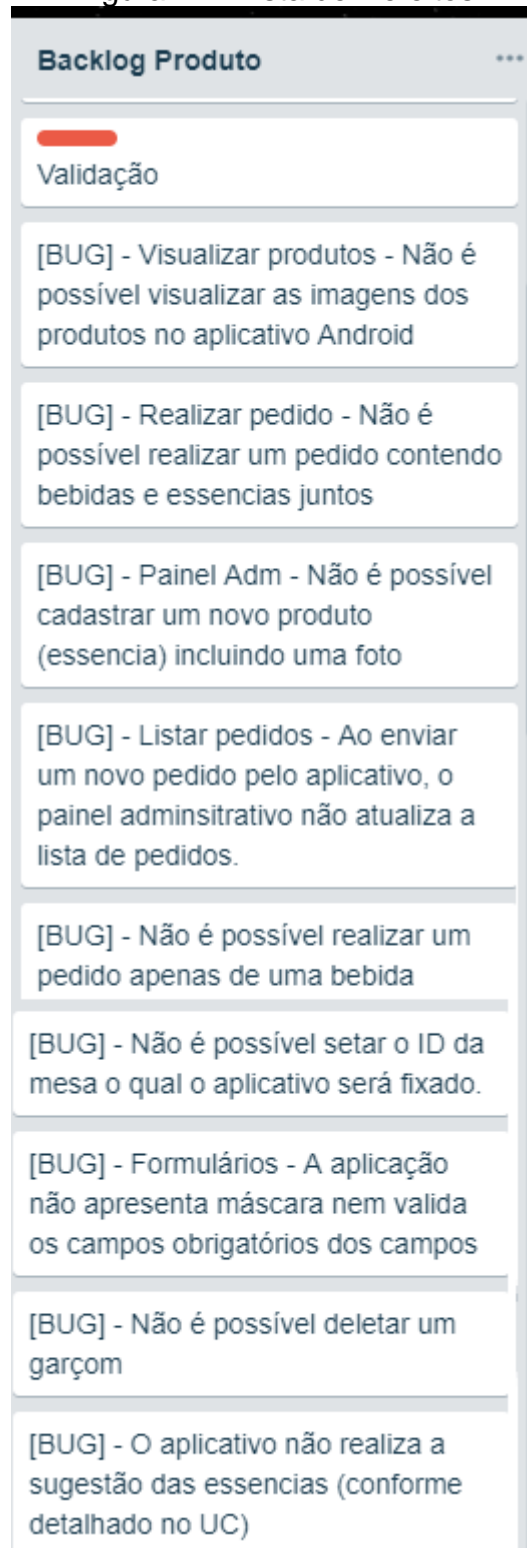 Backlog Produto
Validação
[BUG] - Visualizar produtos - Não é
possível visualizar as imagens dos
produtos no aplicativo Android
[BUG] - Realizar pedido - Não é
possível realizar um pedido contendo
bebidas e essencias juntos
[BUG] - Painel Adm - Não é possível
cadastrar um novo produto
(essencia) incluindo uma foto
[BUG] - Listar pedidos - Ao enviar
um novo pedido pelo aplicativo, o
painel adminsitrativo não atualiza a
lista de pedidos.
[BUG] - Não é possível realizar um
pedido apenas de uma bebida
[BUG] - Não é possível setar o ID da
mesa o qual o aplicativo será fixado.
[BUG] - Formulários - A aplicação
não apresenta máscara nem valida
os campos obrigatórios dos campos
[BUG] - Não é possível deletar um
garçom
[BUG] - O aplicativo não realiza a
sugestão das essencias (conforme
detalhado no UC)